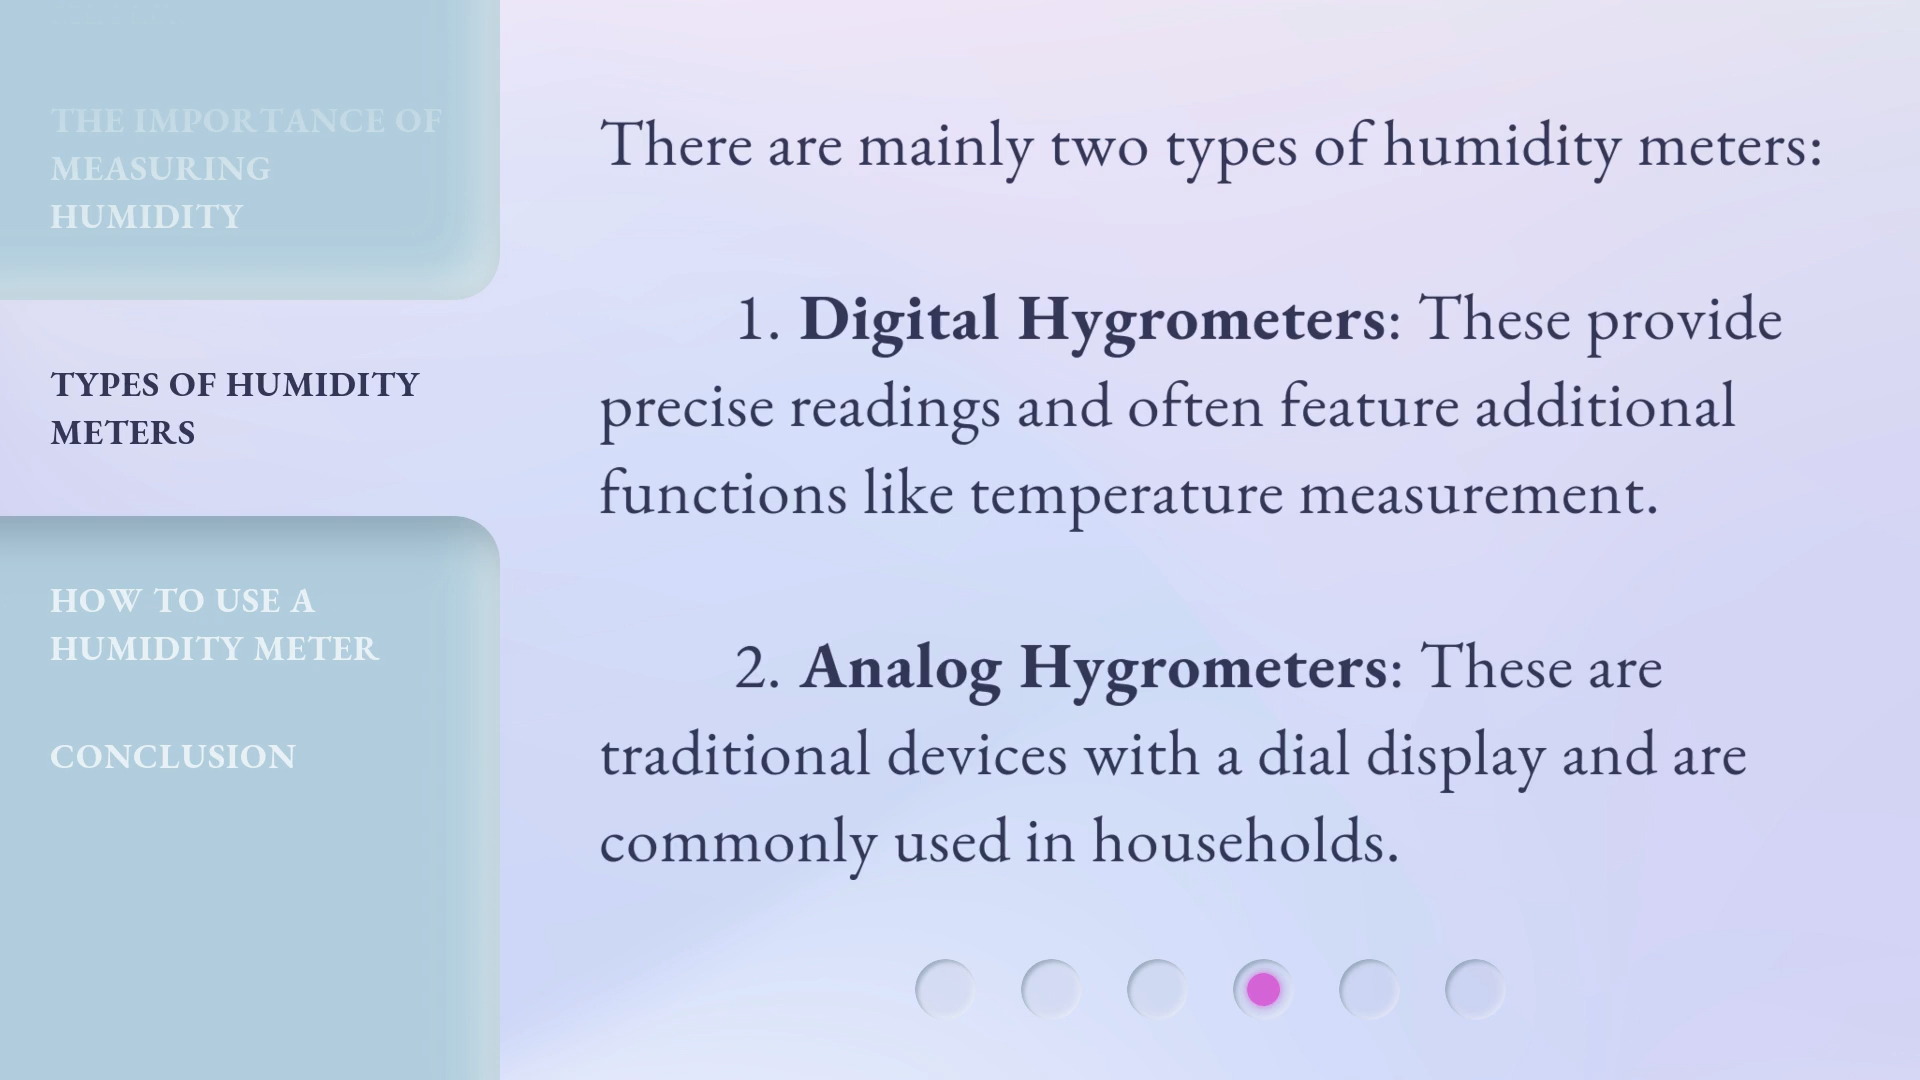 THE IMPORTANCE OF
MEASURING
HUMIDITY
TYPES OF HUMIDITY
METERS
HOW TO USE A
HUMIDITY METER
CONCLUSION
There are mainly two types of humidity meters:
1. Digital Hygrometers: These provide
precise readings and often feature additional
functions like temperature measurement.
2. Analog Hygrometers: These are
traditional devices with a dial display and are
commonly used in households.